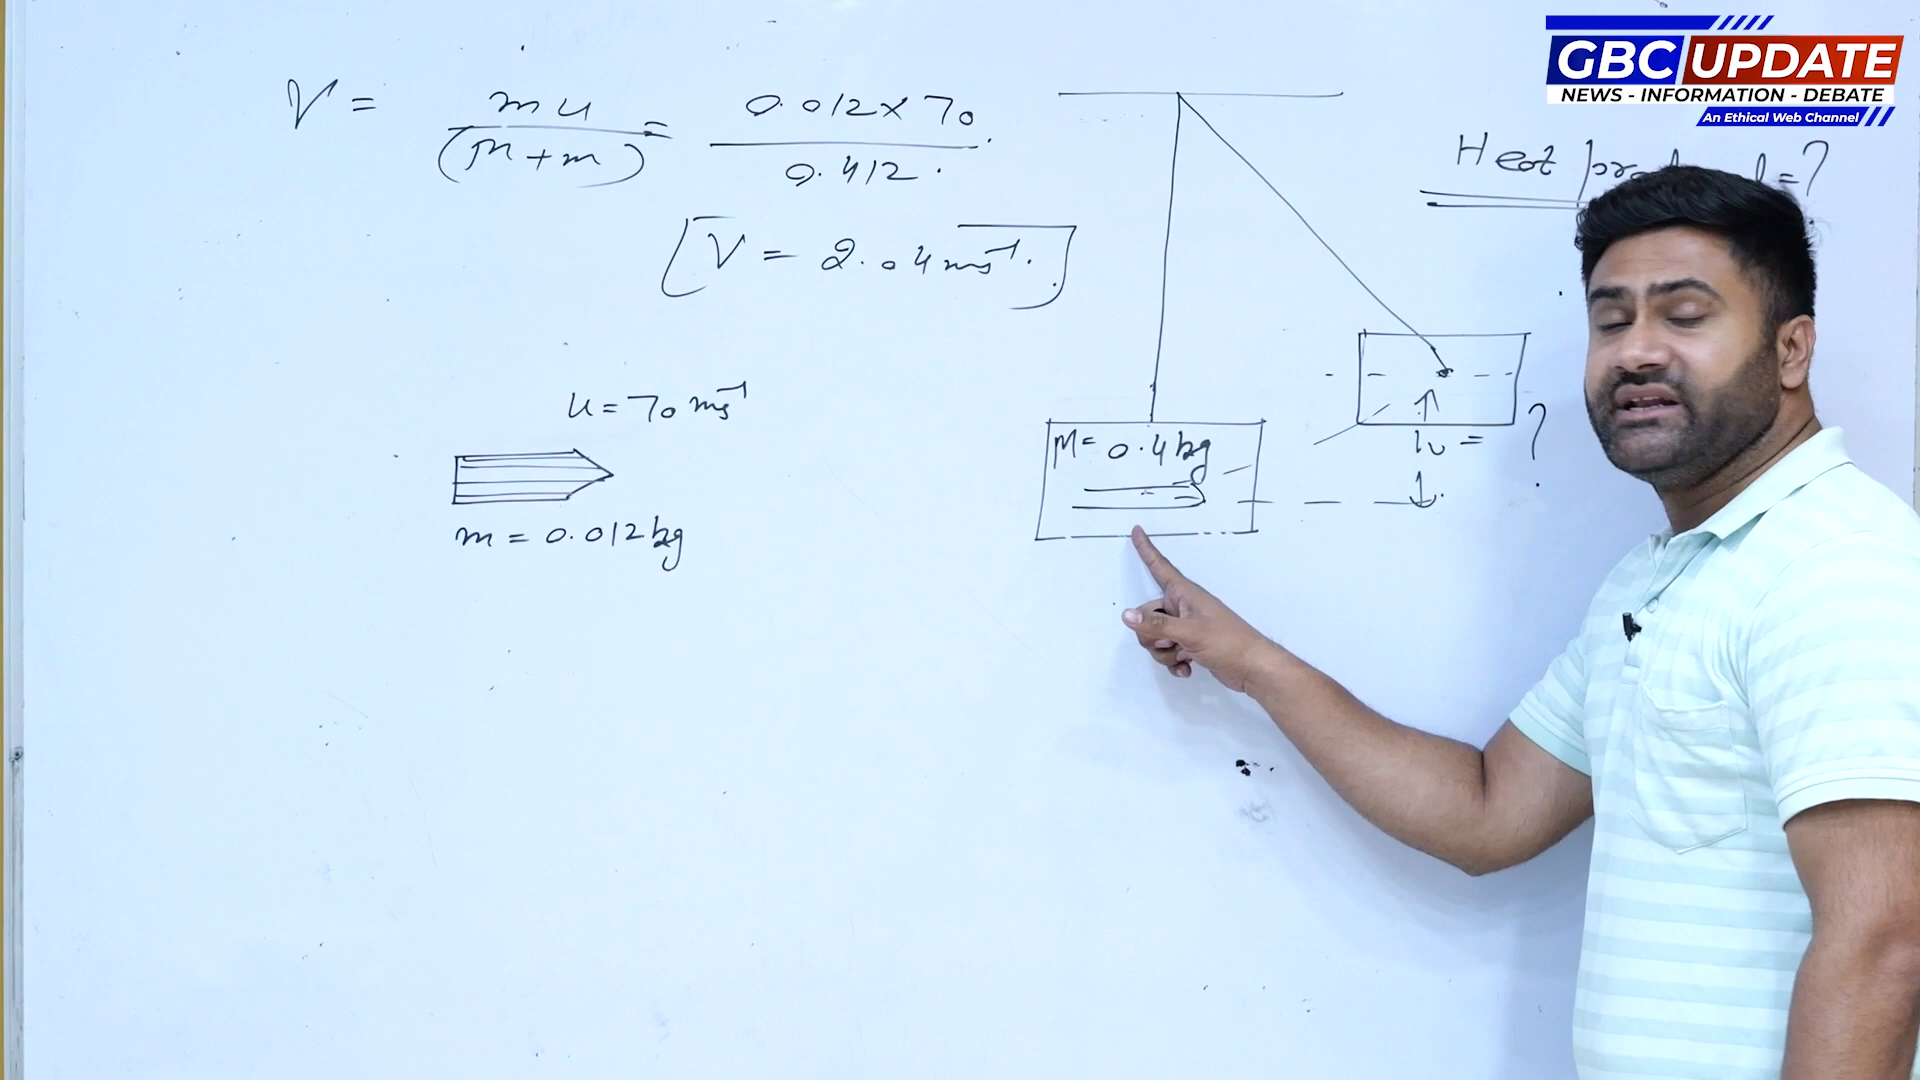 GBC UPDATE
NEWS - INFORMATION - DEBATE
An Ethical Web Channel
V = mu / (M + m) = 0.012 × 70 / 0.412
V = 2.04 ms⁻¹
Heat =?
u = 70 ms⁻¹
m = 0.012 kg
M = 0.4 kg
h = ?